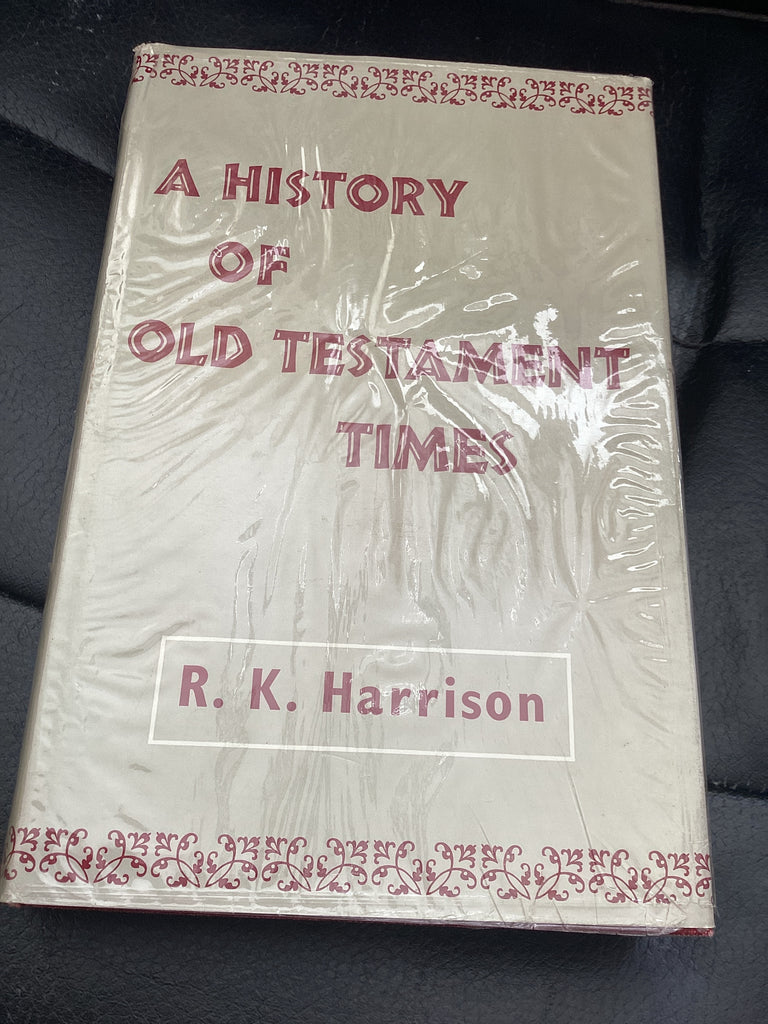 A HISTORY
OF
OLD TESTAMENT
TIMES
R. K. Harrison